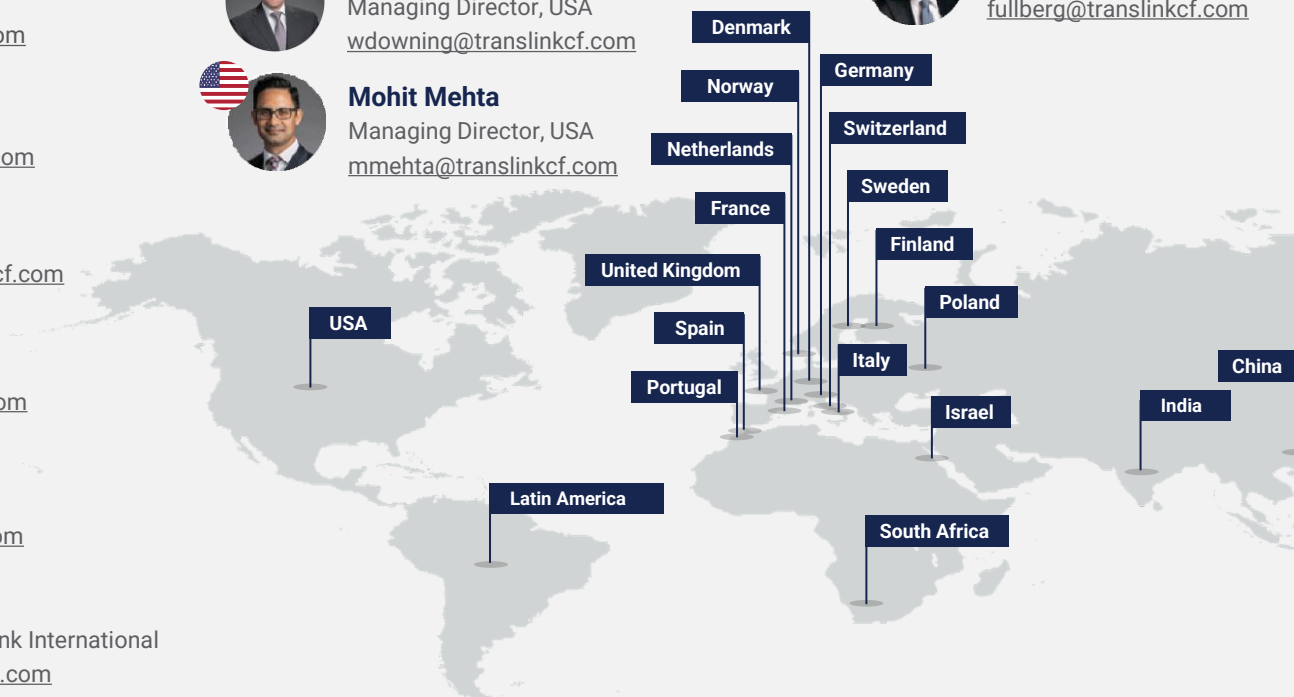 Managing Director, USA
wdowning@translinkcf.com
Mohit Mehta
Managing Director, USA
mmehta@translinkcf.com
fullberg@translinkcf.com
om
om
cf.com
om
om
nk International
.com
Denmark
Germany
Norway
Switzerland
Netherlands
Sweden
France
Finland
United Kingdom
Poland
USA
Spain
Italy
China
Portugal
India
Israel
Latin America
South Africa